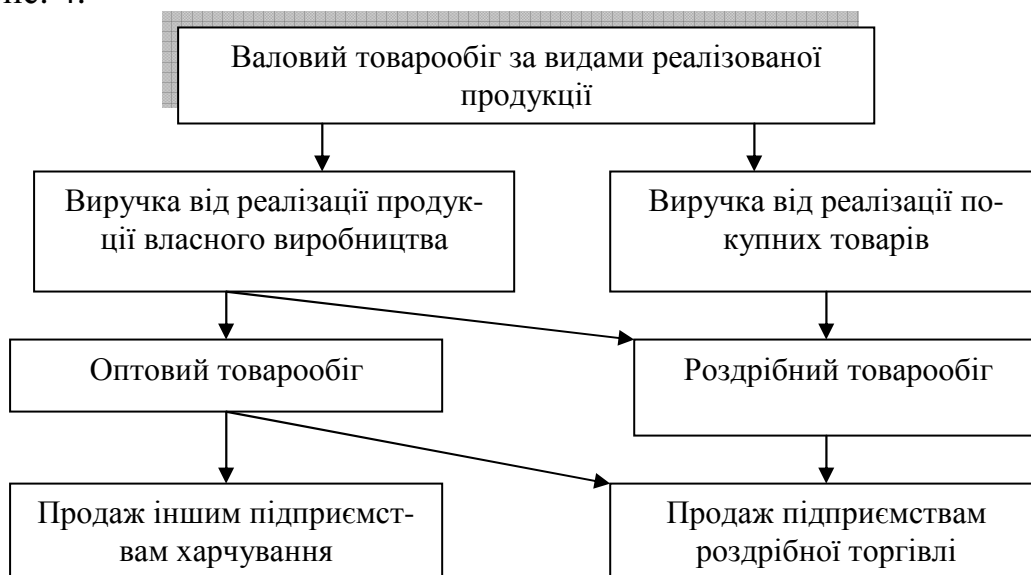 Валовий товарообіг за видами реалізованої
продукції
Виручка від реалізації продук-
ції власного виробництва
Виручка від реалізації по-
купних товарів
Оптовий товарообіг
Роздрібний товарообіг
Продаж іншим підприємст-
вам харчування
Продаж підприємствам
роздрібної торгівлі